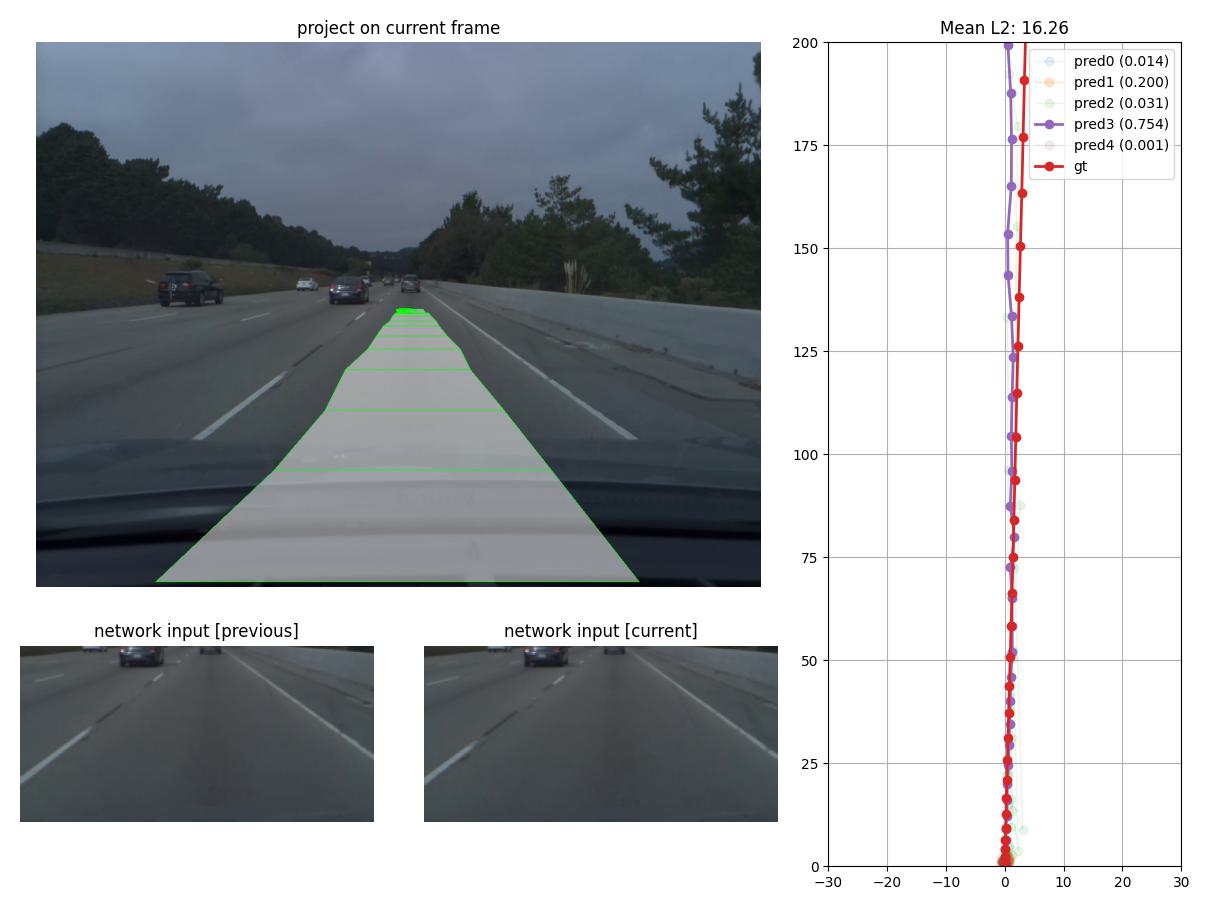 project on current frame
Mean L2: 16.26
200
175
150
125
100
75
50
25
0
−30
−20
−10
0
10
20
30
pred0 (0.014)
pred1 (0.200)
pred2 (0.031)
pred3 (0.754)
pred4 (0.001)
gt
network input [previous]
network input [current]